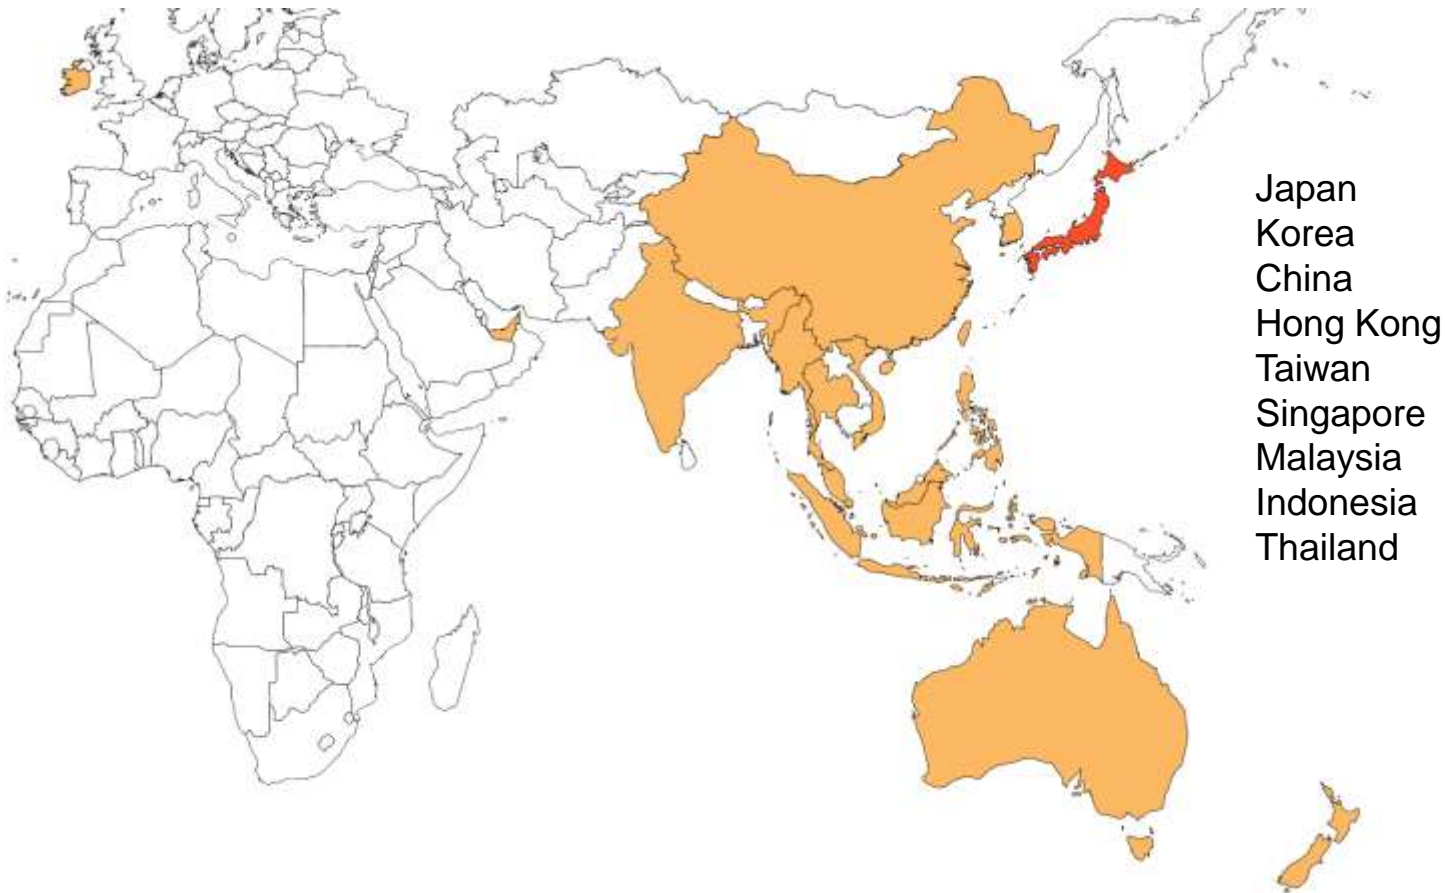 Japan
Korea
China
Hong Kong
Taiwan
Singapore
Malaysia
Indonesia
Thailand